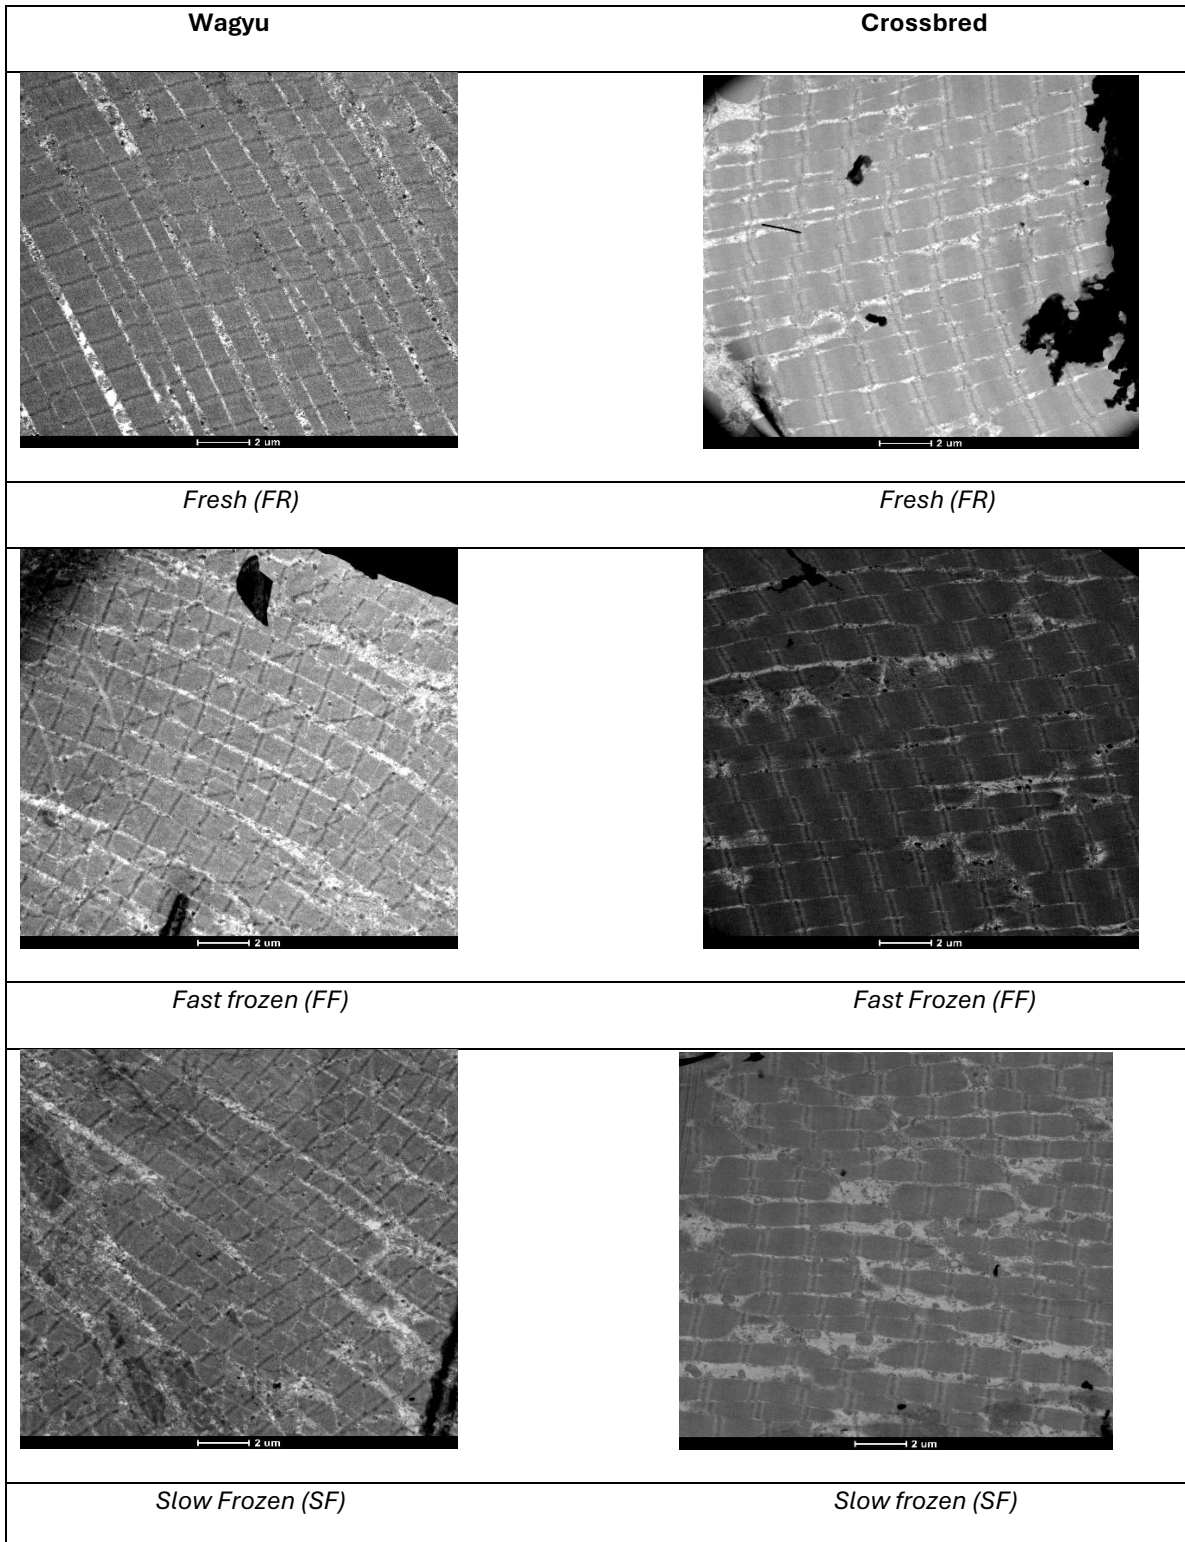 Wagyu Crossbred
2 um 2 um
Fresh (FR) Fresh (FR)
2 um 2 um
Fast frozen (FF) Fast Frozen (FF)
2 um 2 um
Slow Frozen (SF) Slow frozen (SF)